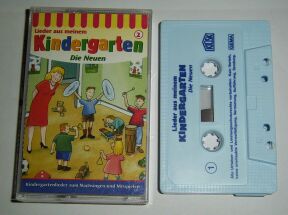 Lieder aus meinem
Kindergarten
2
Die Neuen
Kindergartenlieder zum Nachsingen und Mitspielen
Lieder aus meinem
KINDERGARTEN
Die Neuen
1
GEMA